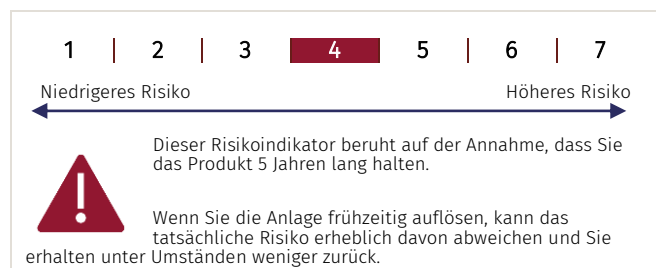 1 | 2 | 3 4 5 | 6 | 7
Niedrigeres Risiko Höheres Risiko
Dieser Risikoindikator beruht auf der Annahme, dass Sie
das Produkt 5 Jahren lang halten.
Wenn Sie die Anlage frühzeitig auflösen, kann das
tatsächliche Risiko erheblich davon abweichen und Sie
erhalten unter Umständen weniger zurück.